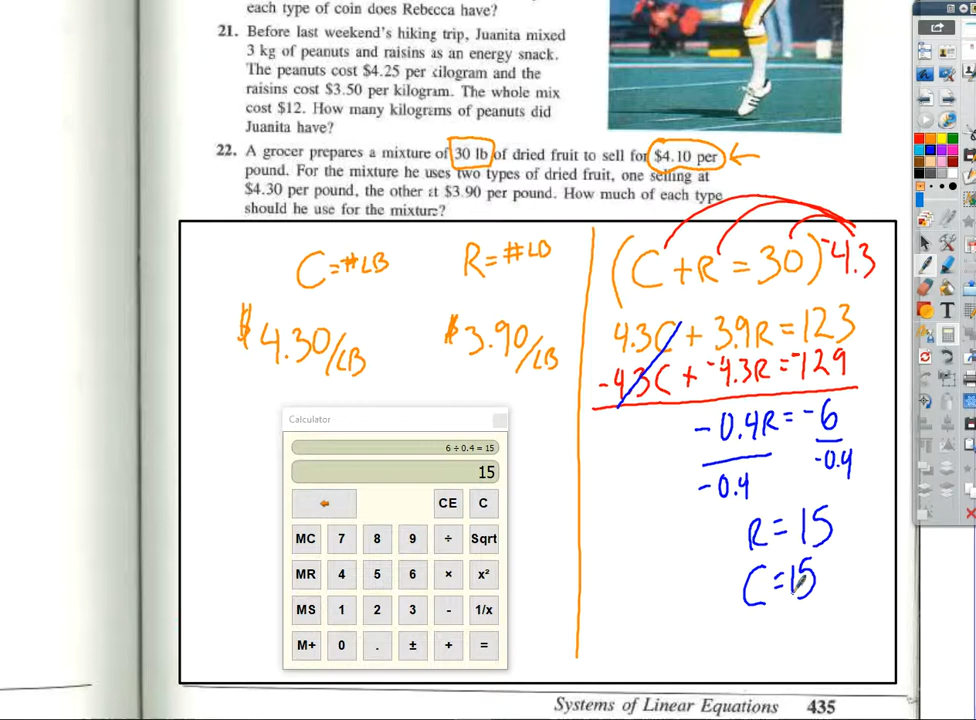 each type of coin does Rebecca have?
21. Before last weekend's hiking trip, Juanita mixed
3 kg of peanuts and raisins as an energy snack.
The peanuts cost $4.25 per kilogram and the
raisins cost $3.50 per kilogram. The whole mix
cost $12. How many kilograms of peanuts did
Juanita have?
22. A grocer prepares a mixture of 30 lb of dried fruit to sell for $4.10 per
pound. For the mixture he uses two types of dried fruit, one selling at
$4.30 per pound, the other at $3.90 per pound. How much of each type
should he use for the mixture?
C=#LB R=#LB
$4.30/LB $3.90/LB
(C+R=30)-4.3
4.3C+3.9R=123
-4.3C+-4.3R=-129
-0.4R=-6
-0.4 -0.4
R=15
C=15
Calculator
6 ÷ 0.4 = 15
15
CE C
MC 7 8 9 ÷ Sqrt
MR 4 5 6 × x²
MS 1 2 3 - 1/x
M+ 0 . ± + =
T
Systems of Linear Equations 435